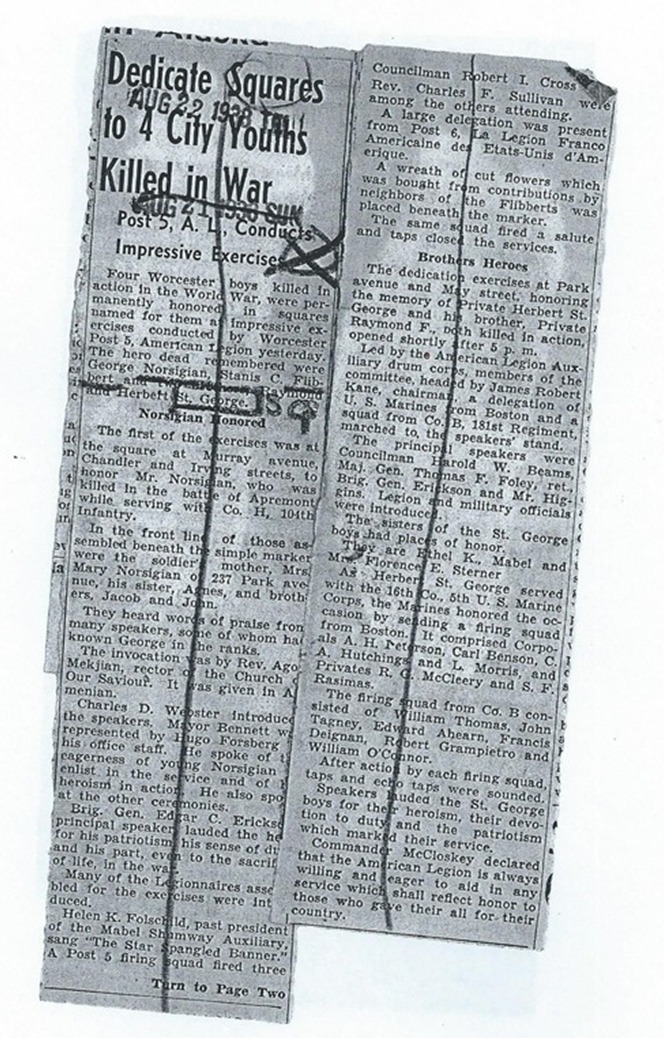 in Alaska
Dedicate Squares
AUG 22 1938
to 4 City Youths
Killed in War
AUG 21 1938 SUN
Post 5, A. L., Conducts
Impressive Exercises
Four Worcester boys killed in
action in the World War, were per-
manently honored in squares
named for them at impressive ex-
ercises conducted by Worcester
Post 5, American Legion yesterday.
The hero dead remembered were
George Norsigian, Stanis C. Flib-
bert and Raymond
and Herbert St. George.
Norsigian Honored
The first of the exercises was at
the square at Murray avenue,
Chandler and Irving streets, to
honor Mr. Norsigian, who was
killed in the battle of Apremont
while serving with Co. H, 104th
Infantry.
In the front line of those as-
sembled beneath the simple marker
were the soldier's mother, Mrs.
Mary Norsigian of 237 Park ave-
nue, his sister, Agnes, and broth-
ers, Jacob and John.
They heard words of praise from
many speakers, some of whom had
known George in the ranks.
The invocation was by Rev. Ago
Mekjian, rector of the Church
Our Saviour. It was given in A
menian.
Charles D. Webster introduce
the speakers. Mayor Bennett w
represented by Hugo Forsberg
his office staff. He spoke of t
eagerness of young Norsigian
enlist in the service and of
heroism in action. He also spo
at the other ceremonies.
Brig. Gen. Edgar C. Erickso
principal speaker lauded the he
for his patriotism, his sense of du
and his part, even to the sacrif
of life, in the war.
Many of the Legionnaires asse
bled for the exercises were int
duced.
Helen K. Folschid, past president
of the Mabel Shumway Auxiliary,
sang "The Star Spangled Banner."
A Post 5 firing squad fired three
Turn to Page Two
Councilman Robert I. Cross
Rev. Charles F. Sullivan were
among the others attending.
A large delegation was present
from Post 6, La Legion Franco
Americaine des Etats-Unis d'Am-
erique.
A wreath of cut flowers which
was bought from contributions by
neighbors of the Flibberts was
placed beneath the marker.
The same squad fired a salute
and taps closed the services.
Brothers Heroes
The dedication exercises at Park
avenue and May street, honoring
the memory of Private Herbert St.
George and his brother, Private
Raymond F., both killed in action,
opened shortly after 5 p. m.
Led by the American Legion Aux-
iliary drum corps, members of the
committee, headed by James Robert
Kane, chairman, a delegation of
U. S. Marines from Boston and a
squad from Co. B, 181st Regiment,
marched to the speakers' stand.
The principal speakers were
Councilman Harold W. Beams,
Maj. Gen. Thomas F. Foley, ret.,
Brig. Gen. Erickson and Mr. Hig-
gins. Legion and military officials
were introduced.
The sisters of the St. George
boys had places of honor.
They are Ethel K., Mabel and
Mrs. Florence E. Sterner
As Herbert St. George served
with the 16th Co., 5th U. S. Marine
Corps, the Marines honored the oc-
casion by sending a firing squad
from Boston. It comprised Corpo-
rals A. H. Peterson, Carl Benson, C.
A. Hutchings and L. Morris, and
Privates R. G. McCleery and S. F.
Rasimas.
The firing squad from Co. B con-
sisted of William Thomas, John
Tagney, Edward Ahearn, Francis
Deignan, Robert Grampietro and
William O'Connor.
After action by each firing squad,
taps and echo taps were sounded.
Speakers lauded the St. George
boys for their heroism, their devo-
tion to duty and the patriotism
which marked their service.
Commander McCloskey declared
that the American Legion is always
willing and eager to aid in any
service which shall reflect honor to
those who gave their all for their
country.